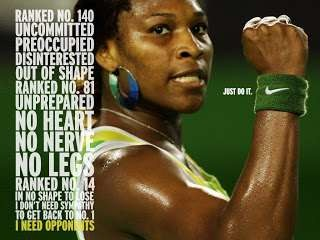 RANKED NO. 140
UNCOMMITTED
PREOCCUPIED
DISINTERESTED
OUT OF SHAPE
RANKED NO. 81
UNPREPARED
NO HEART
NO NERVE
NO LEGS
RANKED NO. 14
IN NO SHAPE TO LOSE
I DON'T NEED SYMPATHY
TO GET BACK TO NO. 1
I NEED OPPONENTS
JUST DO IT.